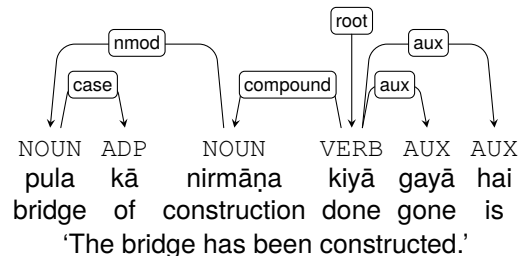 root
nmod aux
case compound aux
NOUN ADP NOUN VERB AUX AUX
pula kā nirmāṇa kiyā gayā hai
bridge of construction done gone is
‘The bridge has been constructed.’